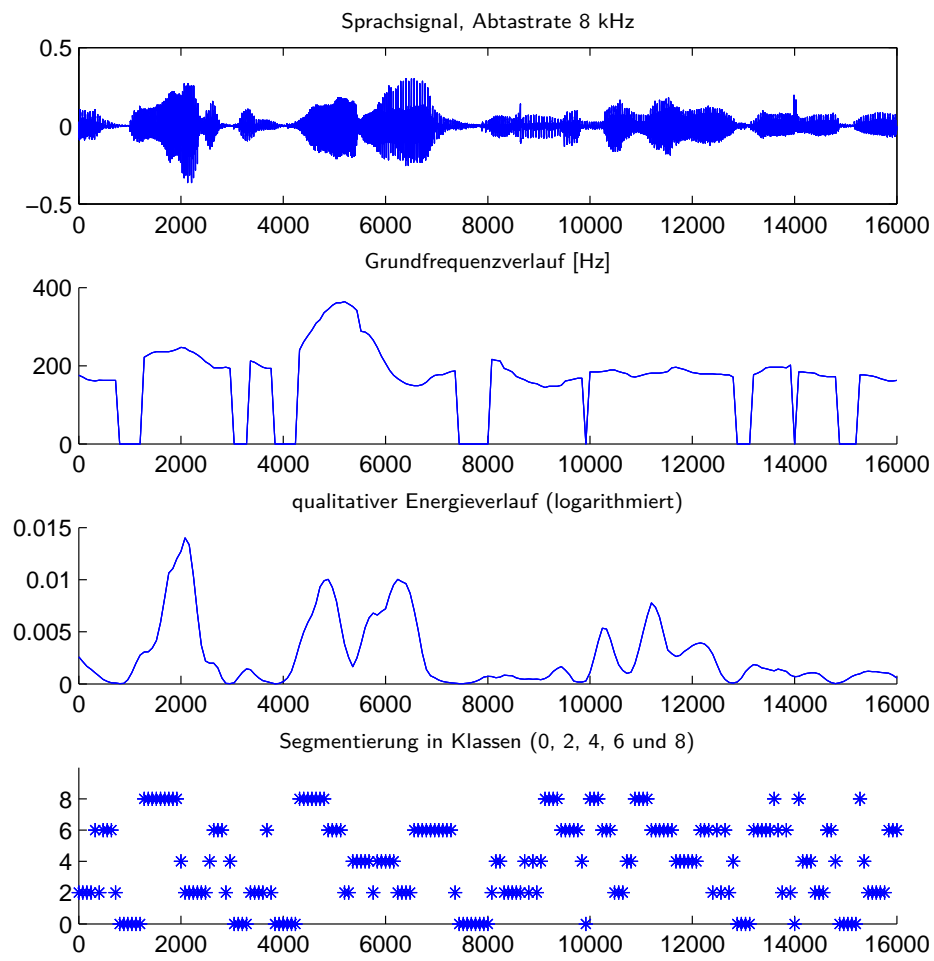 Sprachsignal, Abtastrate 8 kHz
0.5
0
−0.5
0 2000 4000 6000 8000 10000 12000 14000 16000
Grundfrequenzverlauf [Hz]
400
200
0
0 2000 4000 6000 8000 10000 12000 14000 16000
qualitativer Energieverlauf (logarithmiert)
0.015
0.01
0.005
0
0 2000 4000 6000 8000 10000 12000 14000 16000
Segmentierung in Klassen (0, 2, 4, 6 und 8)
8
6
4
2
0
0 2000 4000 6000 8000 10000 12000 14000 16000